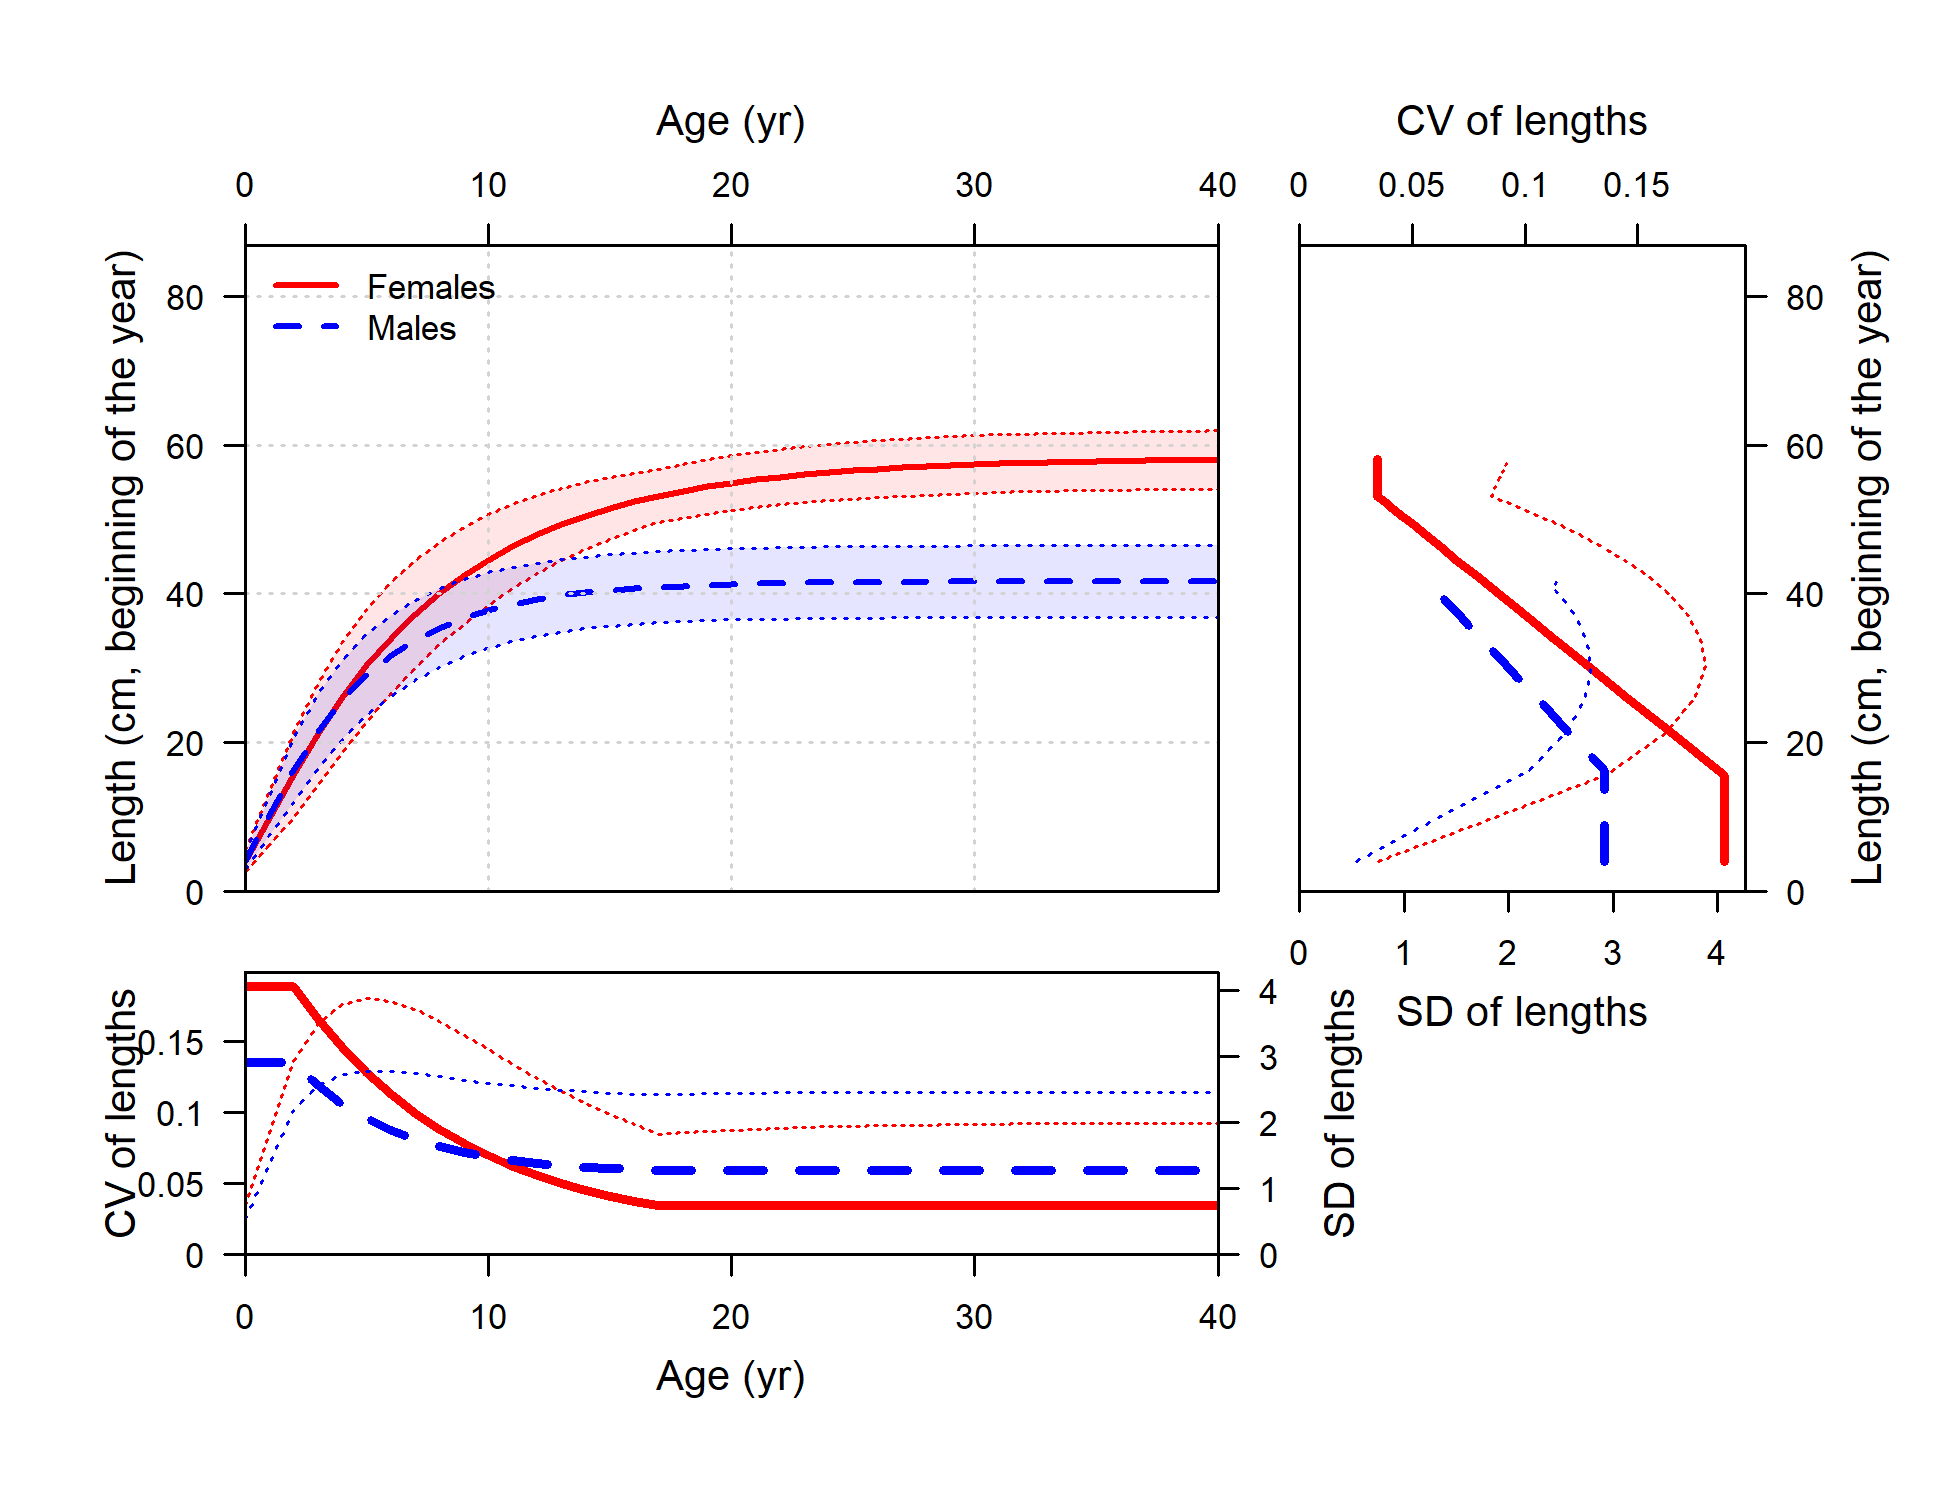 Age (yr)
CV of lengths
0 10 20 30 40
0 0.05 0.1 0.15
Length (cm, beginning of the year)
80
60
40
20
0
Females
Males
80
60
40
20
0
Length (cm, beginning of the year)
0 1 2 3 4
SD of lengths
CV of lengths
0.15
0.1
0.05
0
4
3
2
1
0
SD of lengths
0 10 20 30 40
Age (yr)